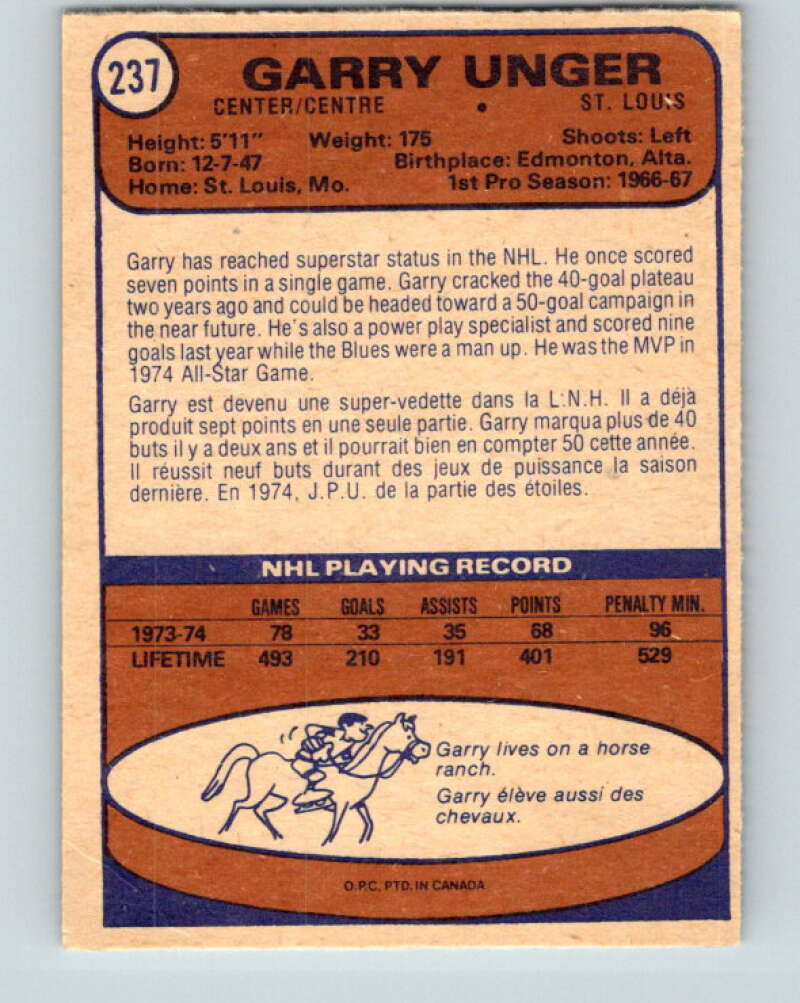 237
GARRY UNGER
CENTER/CENTRE • ST. LOUIS
Height: 5'11" Weight: 175 Shoots: Left
Born: 12-7-47 Birthplace: Edmonton, Alta.
Home: St. Louis, Mo. 1st Pro Season: 1966-67
Garry has reached superstar status in the NHL. He once scored
seven points in a single game. Garry cracked the 40-goal plateau
two years ago and could be headed toward a 50-goal campaign in
the near future. He's also a power play specialist and scored nine
goals last year while the Blues were a man up. He was the MVP in
1974 All-Star Game.
Garry est devenu une super-vedette dans la L.N.H. Il a déjà
produit sept points en une seule partie. Garry marqua plus de 40
buts il y a deux ans et il pourrait bien en compter 50 cette année.
Il réussit neuf buts durant des jeux de puissance la saison
dernière. En 1974, J.P.U. de la partie des étoiles.
NHL PLAYING RECORD
GAMES GOALS ASSISTS POINTS PENALTY MIN.
1973-74 78 33 35 68 96
LIFETIME 493 210 191 401 529
Garry lives on a horse
ranch.
Garry élève aussi des
chevaux.
O.P.C. PTD. IN CANADA